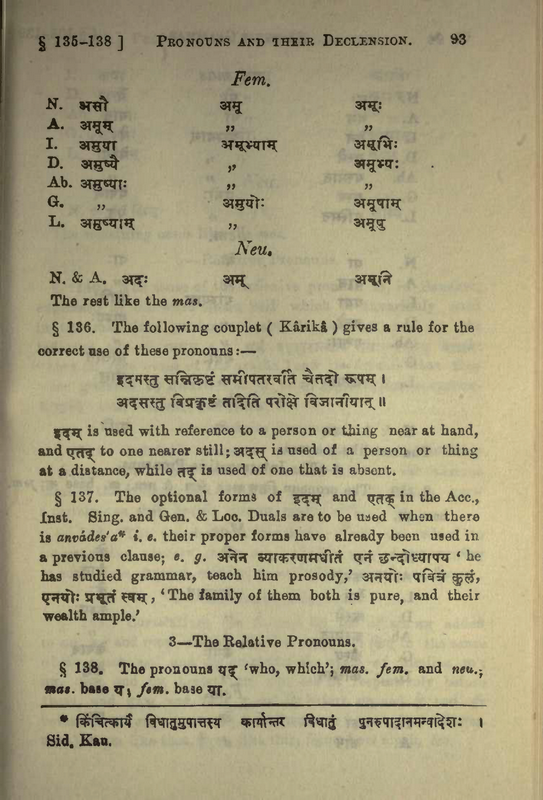 § 135–138 ] PRONOUNS AND THEIR DECLENSION. 93
Fem.
N. असौ अमू अमूः
A. अमूम् ,, ,,
I. अमुया अमूभ्याम् अमूभिः
D. अमुष्यै ,, अमूभ्यः
Ab. अमुष्याः ,, ,,
G. ,, अमुयोः अमूषाम्
L. अमुष्याम् ,, अमूषु
Neu.
N. & A. अदः अमू अमूनि
The rest like the mas.
§ 136. The following couplet ( Kârikâ ) gives a rule for the
correct use of these pronouns:—
इदमस्तु सन्निकृष्टं समीपतरवर्ति चैतदो रूपम् ।
अदसस्तु विप्रकृष्टं तदिति परोक्षे विजानीयात् ॥
इदम् is used with reference to a person or thing near at hand,
and एतद् to one nearer still; अदस् is used of a person or thing
at a distance, while तद् is used of one that is absent.
§ 137. The optional forms of इदम् and एतद् in the Acc.,
Inst. Sing. and Gen. & Loc. Duals are to be used when there
is anvádes'a* i. e. their proper forms have already been used in
a previous clause; e. g. अनेन व्याकरणमधीतं एनं छन्दोध्यापय ' he
has studied grammar, teach him prosody,' अनयोः पवित्रं कुलं,
एनयोः प्रभूतं स्वम्, 'The family of them both is pure, and their
wealth ample.'
3—The Relative Pronouns.
§ 138. The pronouns यद् 'who, which'; mas. fem. and neu.;
mas. base य; fem. base या.
* किंचित्कार्यं विधातुमुपात्तस्य कार्यान्तरं विधातुं पुनरुपादानमन्वादेशः ।
Sid. Kau.